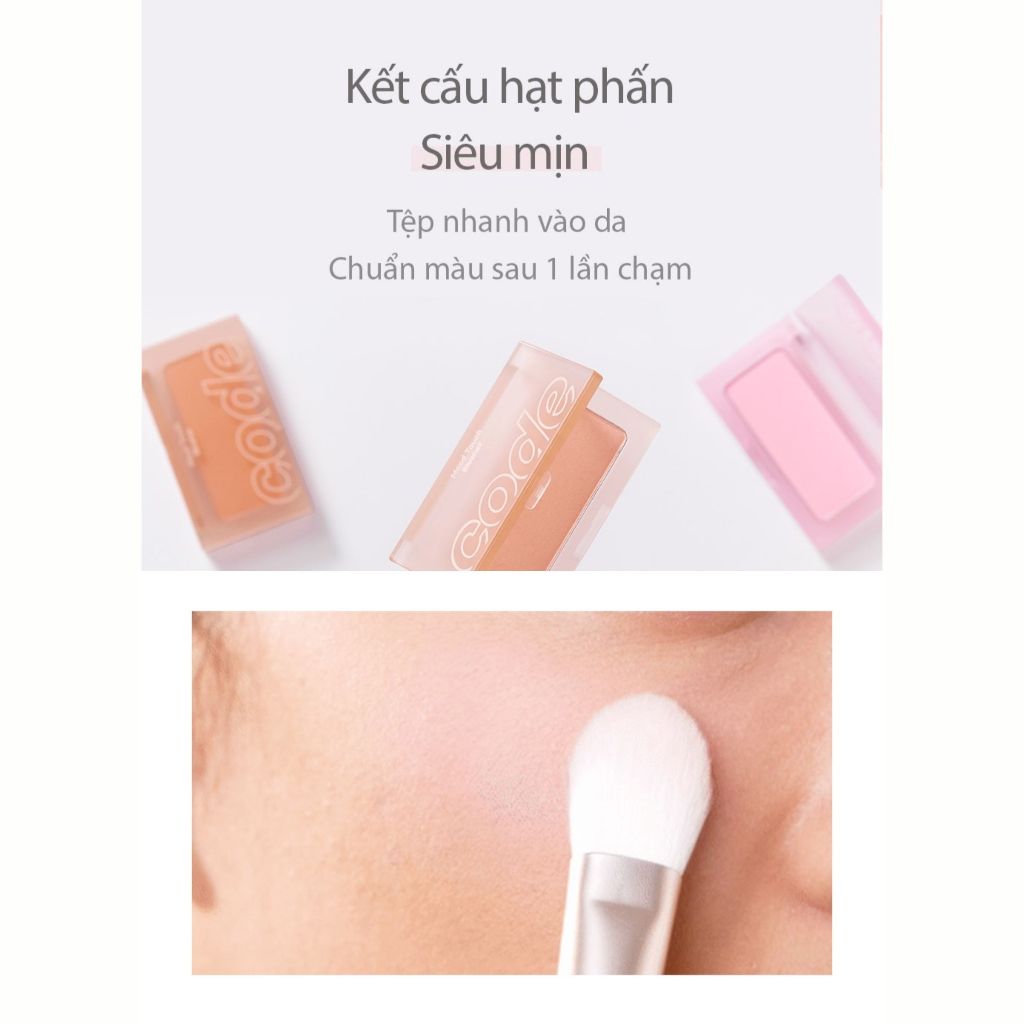 Kết cấu hạt phấn
Siêu mịn
Tệp nhanh vào da
Chuẩn màu sau 1 lần chạm
code
code